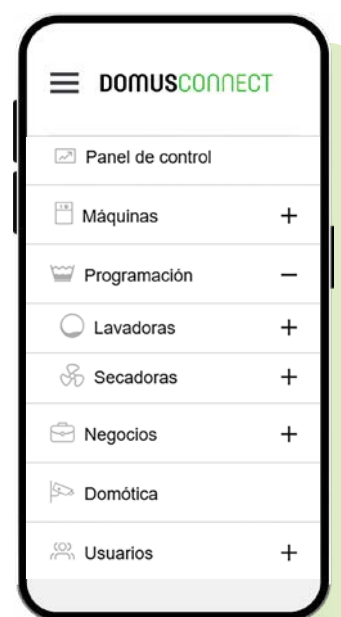 DOMUSCONNECT
Panel de control
Máquinas +
Programación −
Lavadoras +
Secadoras +
Negocios +
Domótica
Usuarios +